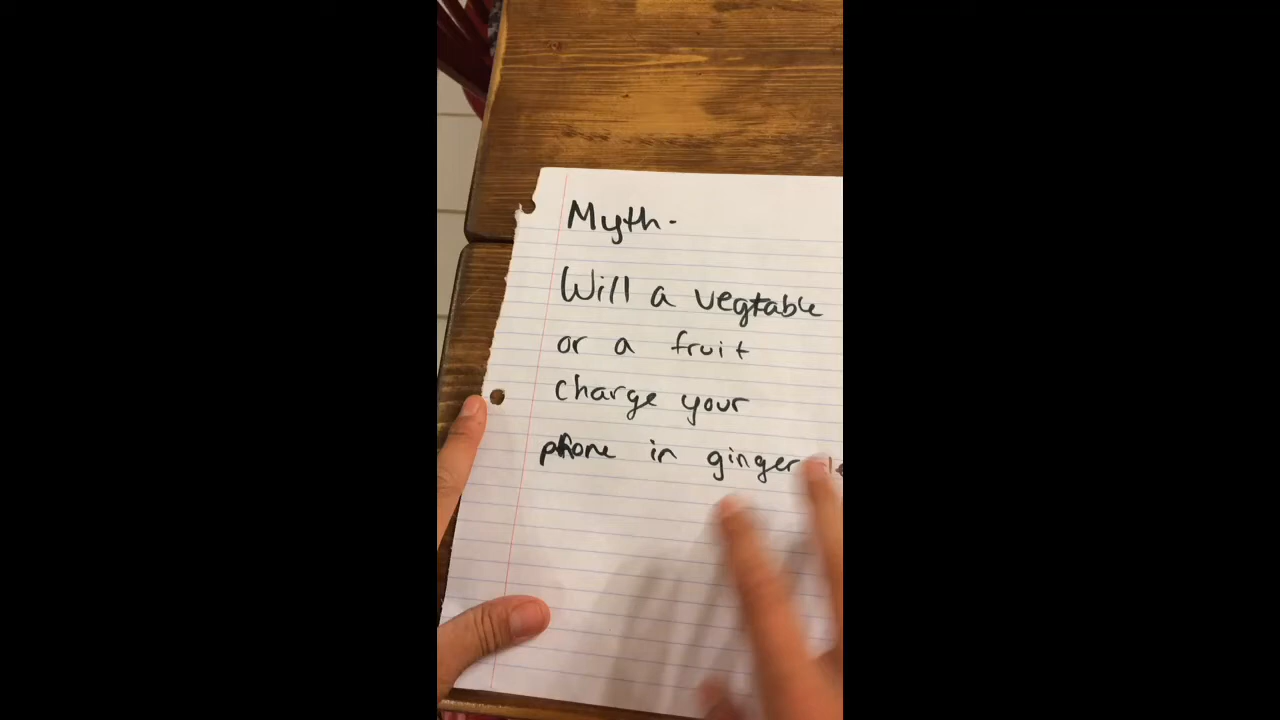 Myth-
Will a vegtable
or a fruit
charge your
phone in ginger